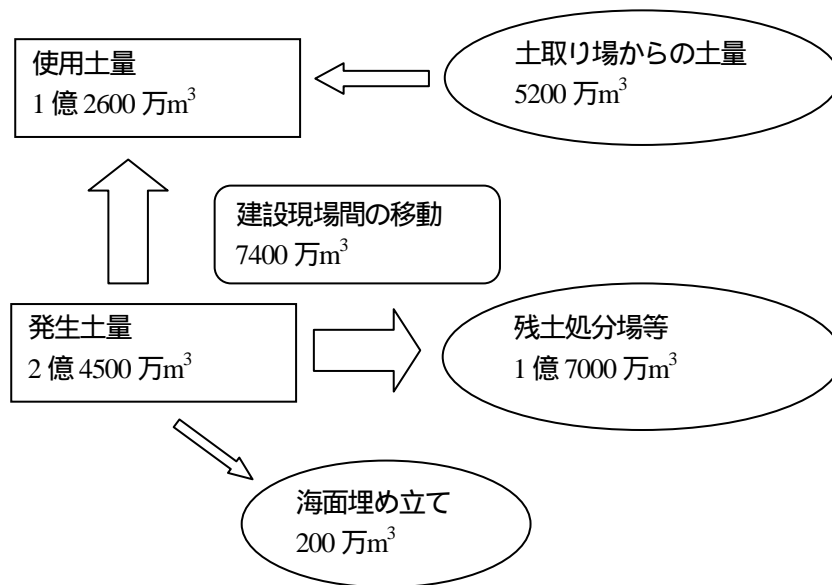 使用土量
1 億 2600 万m³
土取り場からの土量
5200 万m³
建設現場間の移動
7400 万m³
発生土量
2 億 4500 万m³
残土処分場等
1 億 7000 万m³
海面埋め立て
200 万m³